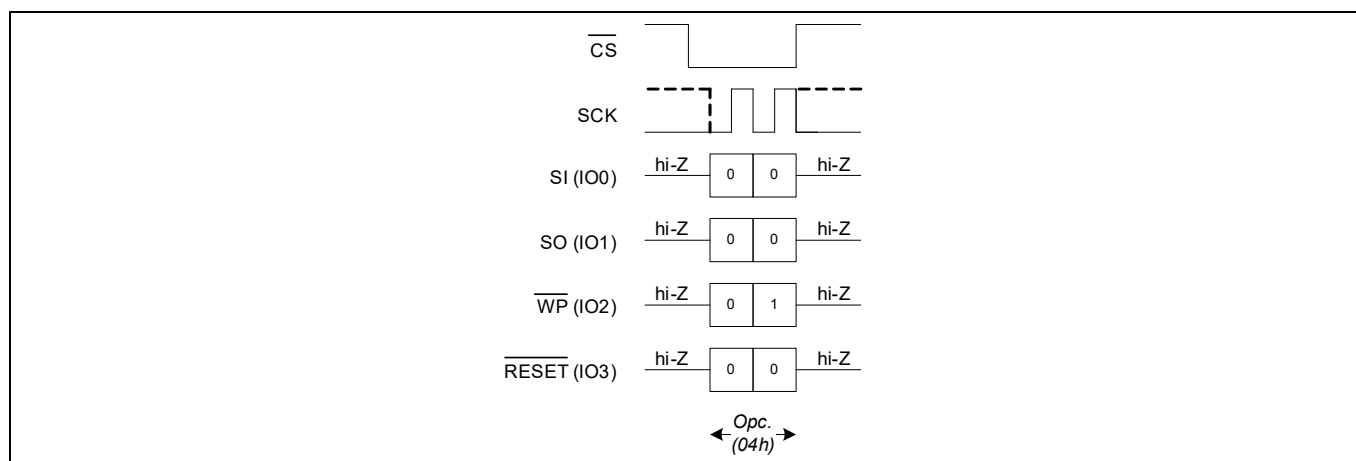 CS
SCK
hi-Z 0 0 hi-Z
SI (IO0)
hi-Z 0 0 hi-Z
SO (IO1)
hi-Z 0 1 hi-Z
WP (IO2)
hi-Z 0 0 hi-Z
RESET (IO3)
Opc.
(04h)